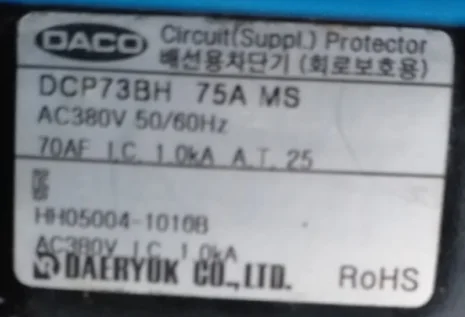 DACO Circuit(Suppl.) Protector
배선용차단기 (회로보호용)
DCP73BH 75A MS
AC380V 50/60Hz
70AF I.C. 1.0kA A.T. 25
HH05004-1010B
AC380V I.C. 1.0kA
DAERYUK CO.,LTD. RoHS